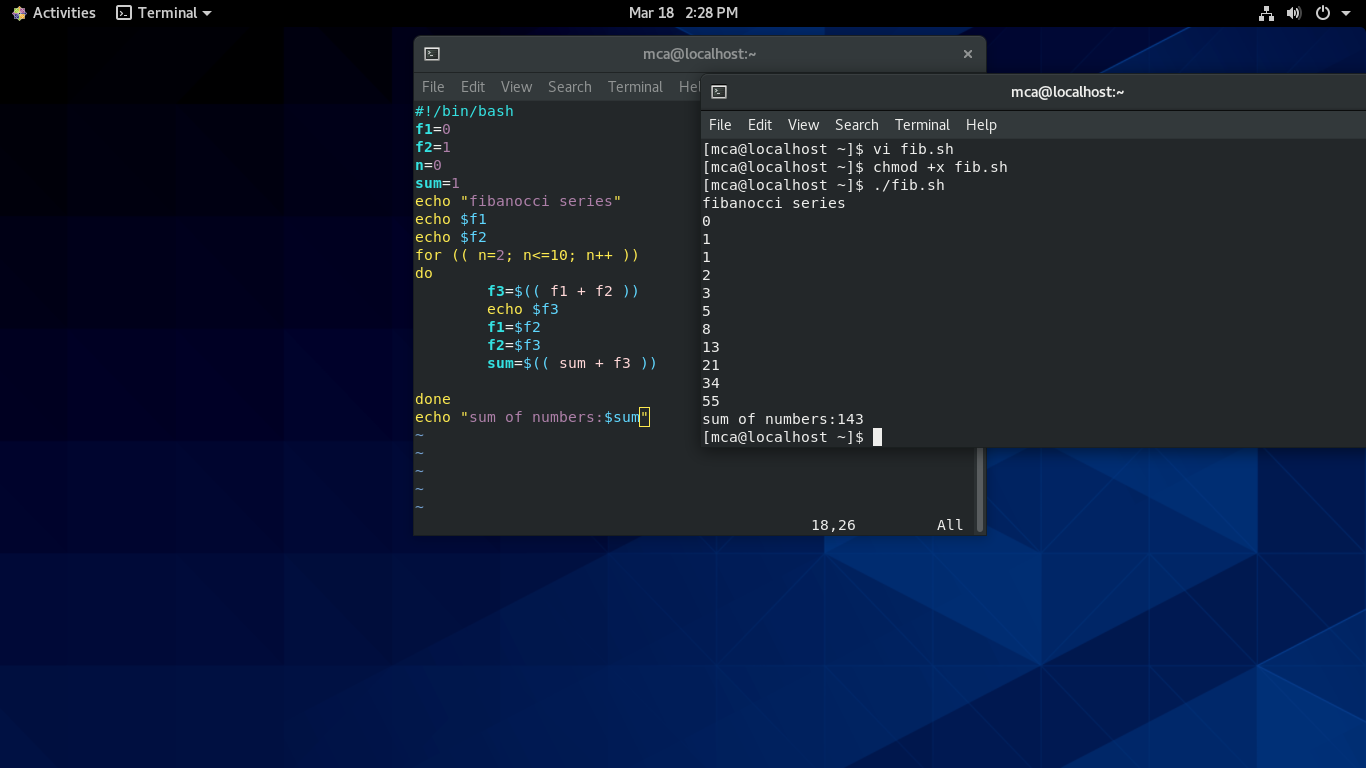 Activities Terminal Mar 18 2:28 PM
mca@localhost:~
File Edit View Search Terminal
#!/bin/bash
f1=0
f2=1
n=0
sum=1
echo "fibanocci series"
echo $f1
echo $f2
for (( n=2; n<=10; n++ ))
do
f3=$(( f1 + f2 ))
echo $f3
f1=$f2
f2=$f3
sum=$(( sum + f3 ))
done
echo "sum of numbers:$sum"
~
~
~
~
~
18,26 All
mca@localhost:~
File Edit View Search Terminal Help
[mca@localhost ~]$ vi fib.sh
[mca@localhost ~]$ chmod +x fib.sh
[mca@localhost ~]$ ./fib.sh
fibanocci series
0
1
1
2
3
5
8
13
21
34
55
sum of numbers:143
[mca@localhost ~]$